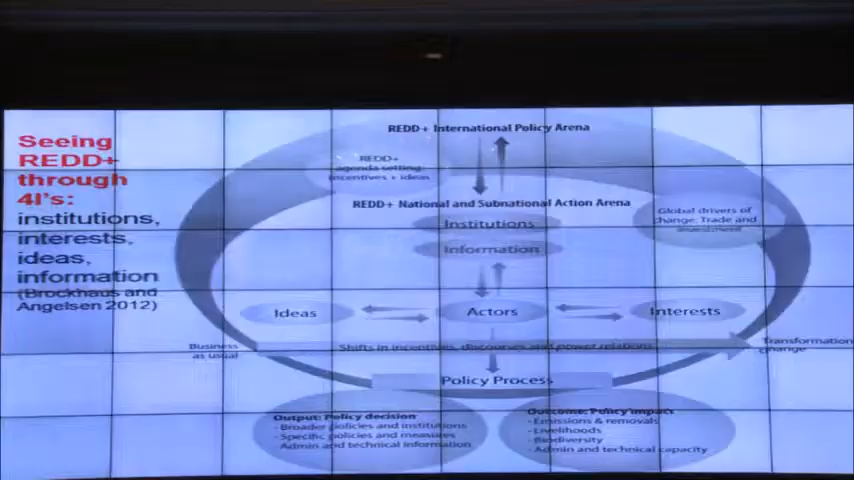 Seeing
REDD+
through
4I's:
institutions,
interests,
ideas,
information
(Brockhaus and
Angelsen 2012)
REDD+ International Policy Arena
REDD+
agenda setting:
incentives + ideas
REDD+ National and Subnational Action Arena
Institutions
Information
Global drivers of
change: Trade and
investment
Ideas
Actors
Interests
Business
as usual
Shifts in incentives, discourses and power relations
Transformational
change
Policy Process
Output: Policy decision
- Broader policies and institutions
- Specific policies and measures
Admin and technical information
Outcome: Policy impact
- Emissions & removals
- Livelihoods
- Biodiversity
- Admin and technical capacity